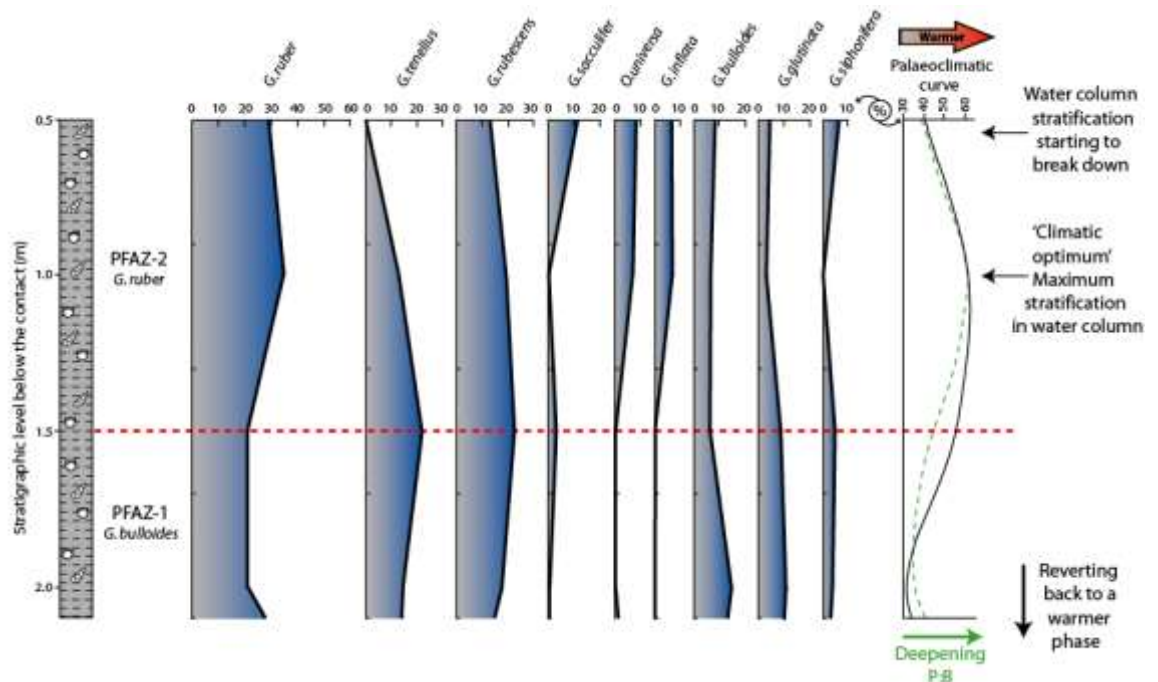 G.ruber
G.tenellus
G.rubescens
G.sacculifer
O.universa
G.inflata
G.bulloides
G.glutinata
G.siphonifera
Warmer
Palaeoclimatic
curve
0 10 20 30 40 50 60
0 10 20 30
0 10 20 30
0 10 20
0 10
0 10
0 10 20
0 10 20
0 10
%
30 40 50 60
Water column
stratification
starting to
break down
0.5
Stratigraphic level below the contact (m)
PFAZ-2
G.ruber
1.0
'Climatic
optimum'
Maximum
stratification
in water column
1.5
PFAZ-1
G.bulloides
2.0
Reverting
back to a
warmer
phase
Deepening
P:B